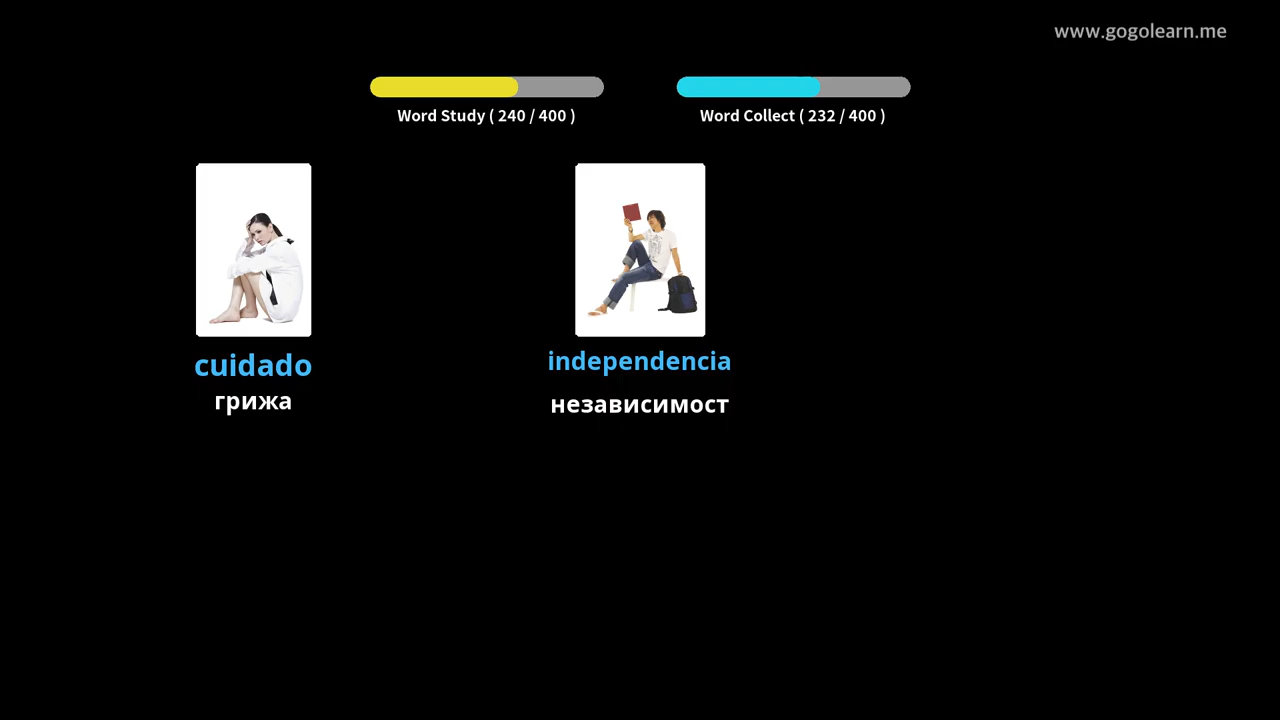 www.gogolearn.me
Word Study ( 240 / 400 )
Word Collect ( 232 / 400 )
cuidado
грижа
independencia
независимост